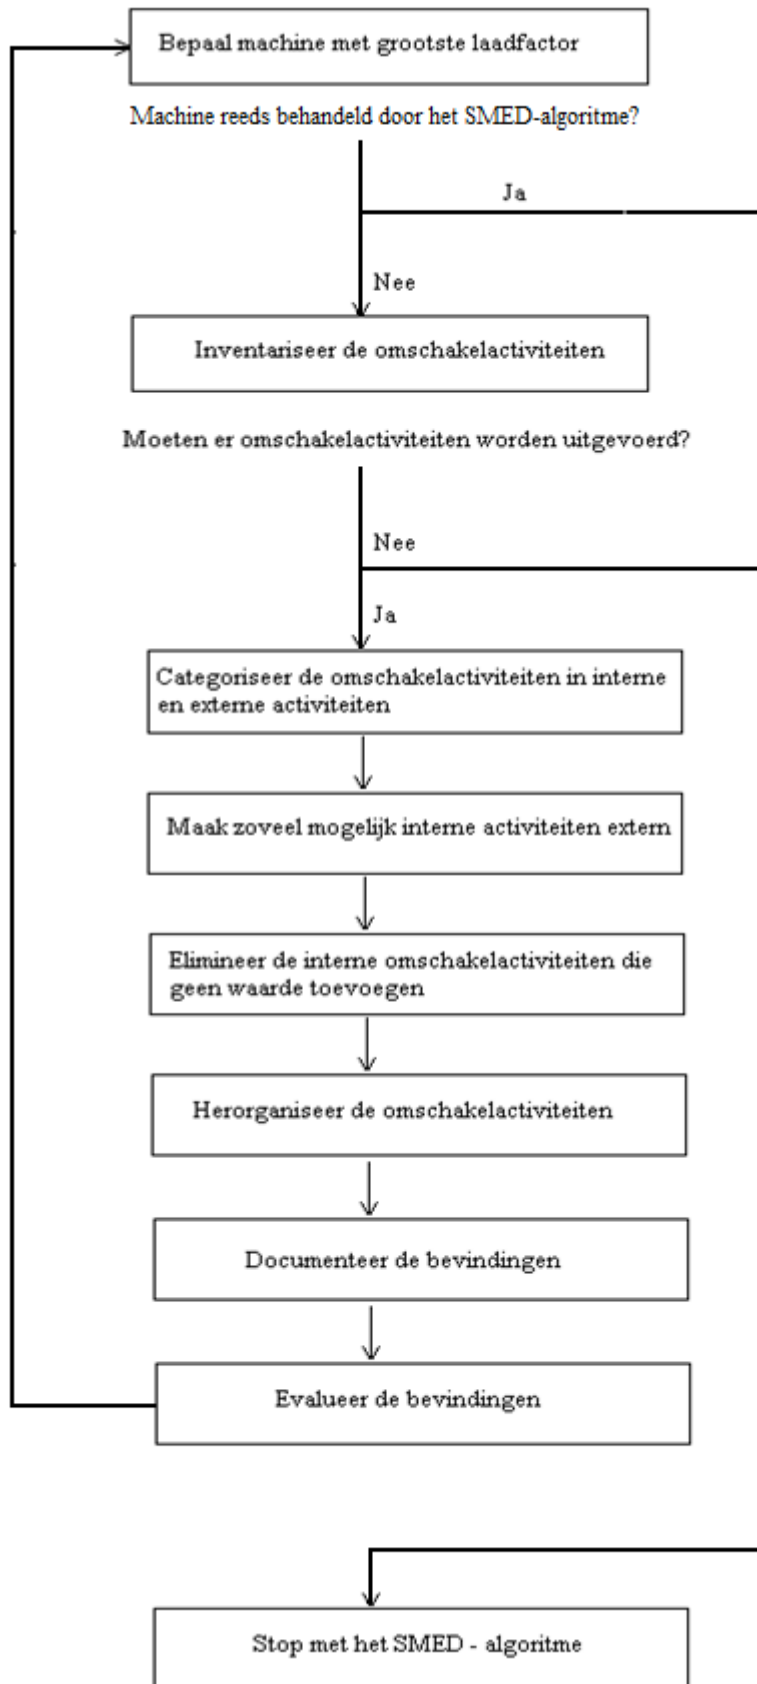 Bepaal machine met grootste laadfactor
Machine reeds behandeld door het SMED-algoritme?
Ja
Nee
Inventariseer de omschakelactiviteiten
Moeten er omschakelactiviteiten worden uitgevoerd?
Nee
Ja
Categoriseer de omschakelactiviteiten in interne
en externe activiteiten
Maak zoveel mogelijk interne activiteiten extern
Elimineer de interne omschakelactiviteiten die
geen waarde toevoegen
Herorganiseer de omschakelactiviteiten
Documenteer de bevindingen
Evalueer de bevindingen
Stop met het SMED - algoritme